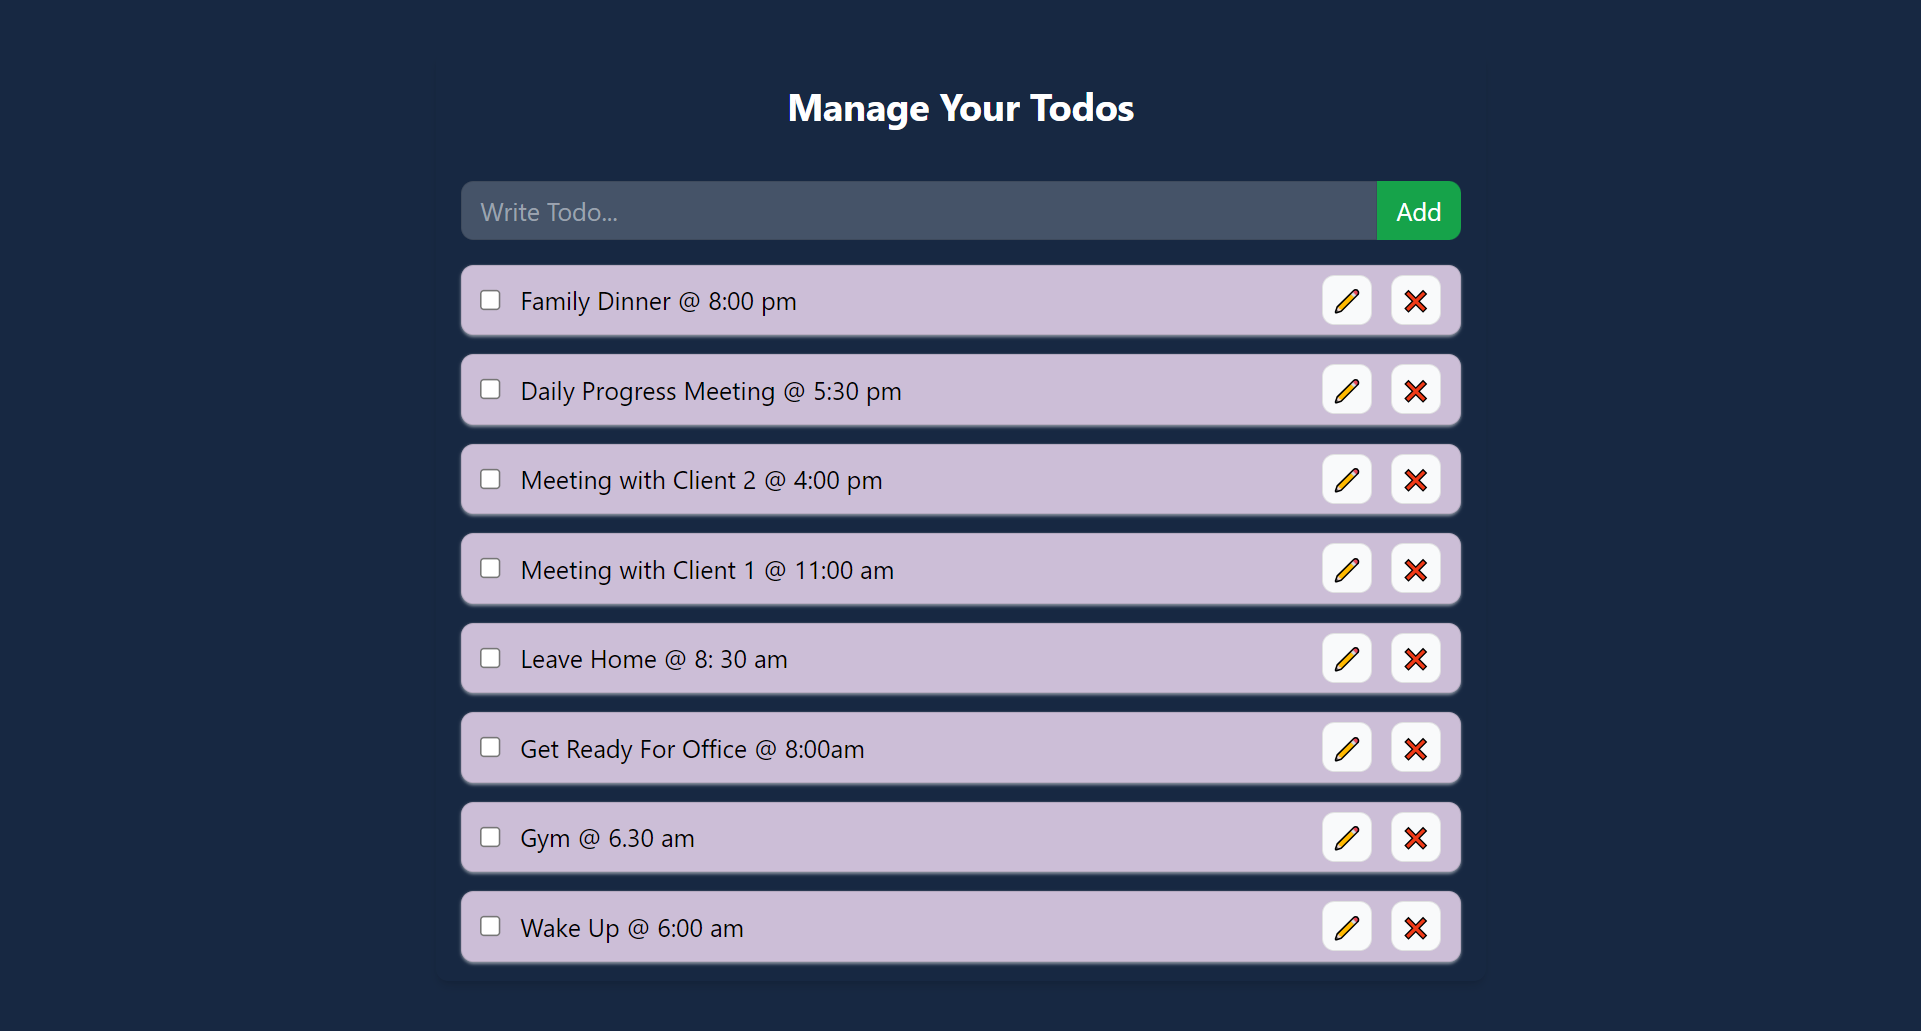 Manage Your Todos
Write Todo...
Add
Family Dinner @ 8:00 pm
Daily Progress Meeting @ 5:30 pm
Meeting with Client 2 @ 4:00 pm
Meeting with Client 1 @ 11:00 am
Leave Home @ 8: 30 am
Get Ready For Office @ 8:00am
Gym @ 6.30 am
Wake Up @ 6:00 am